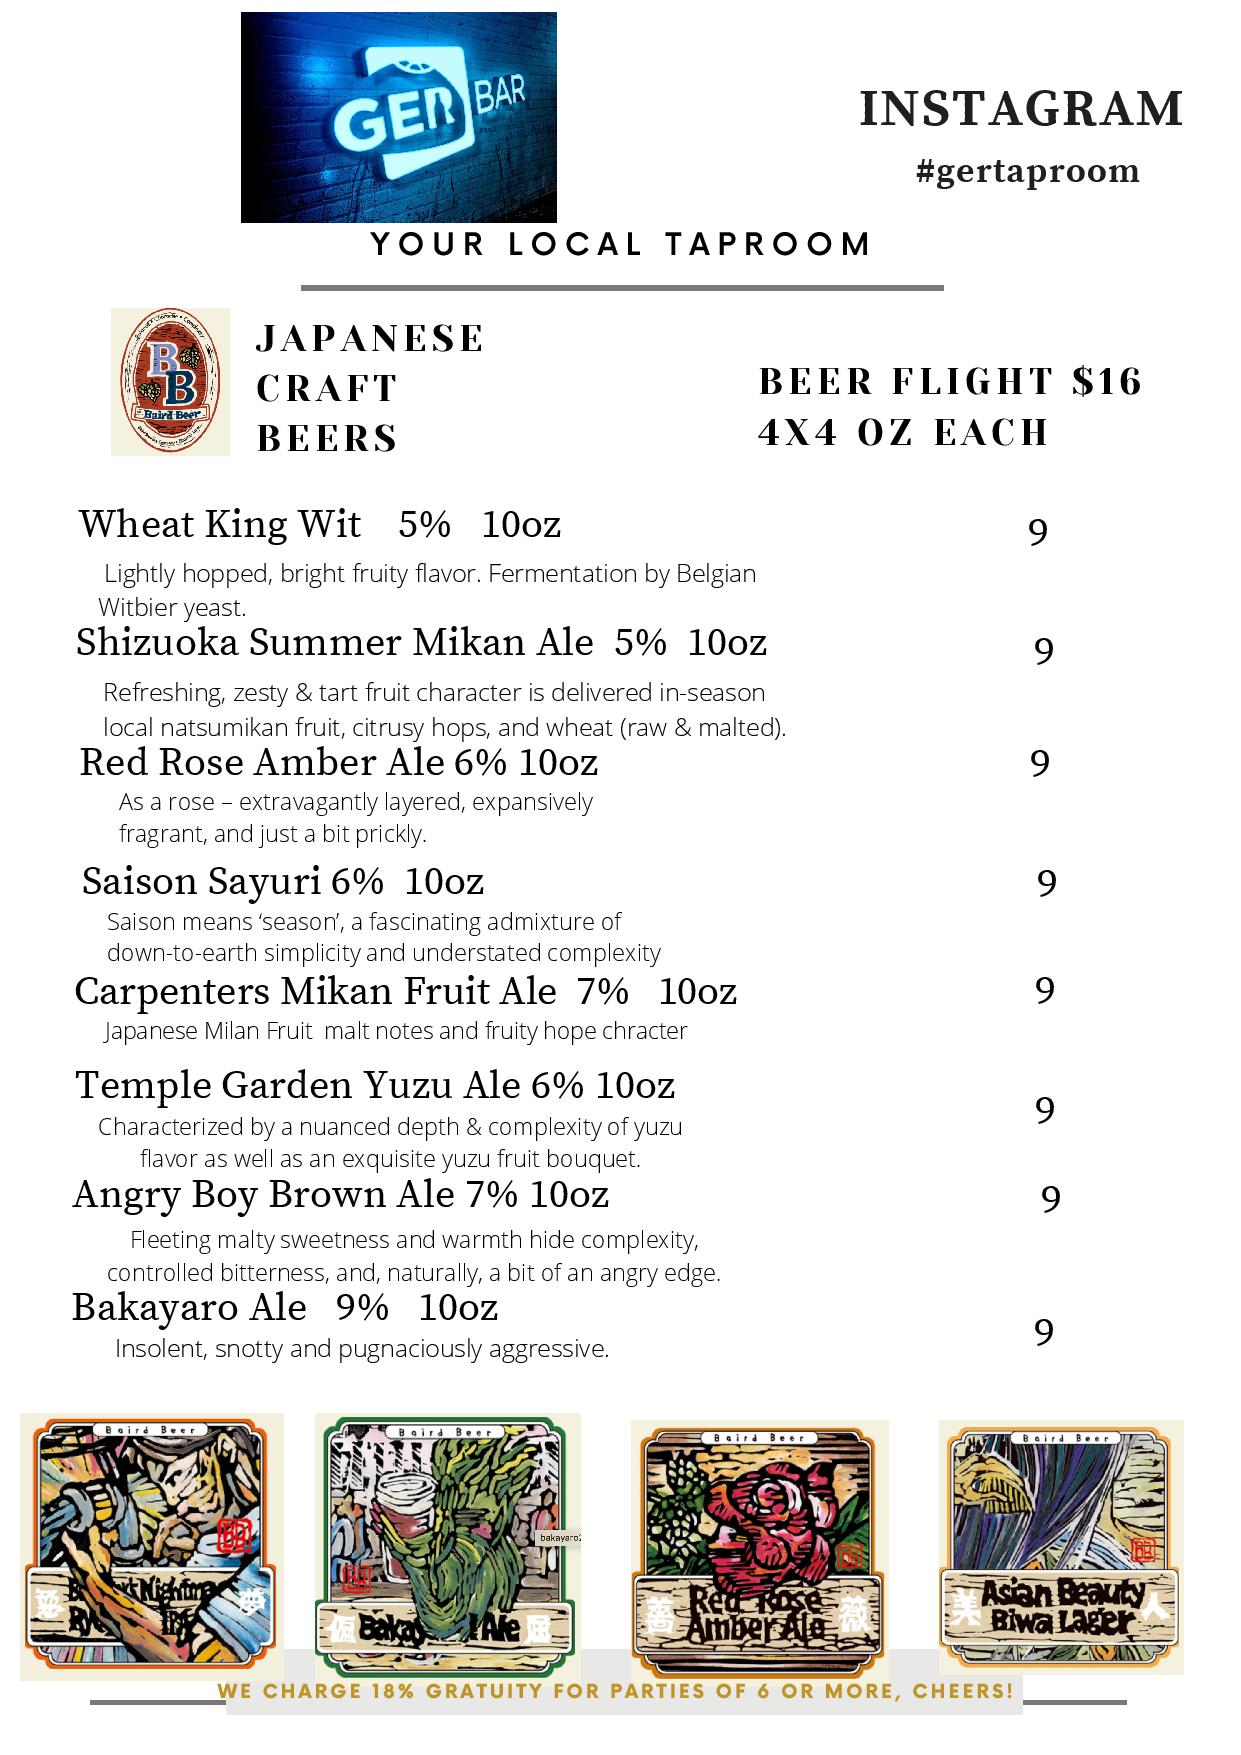 GER BAR
INSTAGRAM
#gertaproom
YOUR LOCAL TAPROOM
Baird Beer
JAPANESE
CRAFT
BEERS
BEER FLIGHT $16
4X4 OZ EACH
Wheat King Wit 5% 10oz 9
Lightly hopped, bright fruity flavor. Fermentation by Belgian
Witbier yeast.
Shizuoka Summer Mikan Ale 5% 10oz 9
Refreshing, zesty & tart fruit character is delivered in-season
local natsumikan fruit, citrusy hops, and wheat (raw & malted).
Red Rose Amber Ale 6% 10oz 9
As a rose – extravagantly layered, expansively
fragrant, and just a bit prickly.
Saison Sayuri 6% 10oz 9
Saison means ‘season’, a fascinating admixture of
down-to-earth simplicity and understated complexity
Carpenters Mikan Fruit Ale 7% 10oz 9
Japanese Milan Fruit malt notes and fruity hope chracter
Temple Garden Yuzu Ale 6% 10oz 9
Characterized by a nuanced depth & complexity of yuzu
flavor as well as an exquisite yuzu fruit bouquet.
Angry Boy Brown Ale 7% 10oz 9
Fleeting malty sweetness and warmth hide complexity,
controlled bitterness, and, naturally, a bit of an angry edge.
Bakayaro Ale 9% 10oz 9
Insolent, snotty and pugnaciously aggressive.
Baird Beer
Baird Beer
Baird Beer
Baird Beer
Ale
Red Rose
Amber Ale
薔 薇
Asian Beauty
Biwa Lager
美 人
WE CHARGE 18% GRATUITY FOR PARTIES OF 6 OR MORE, CHEERS!